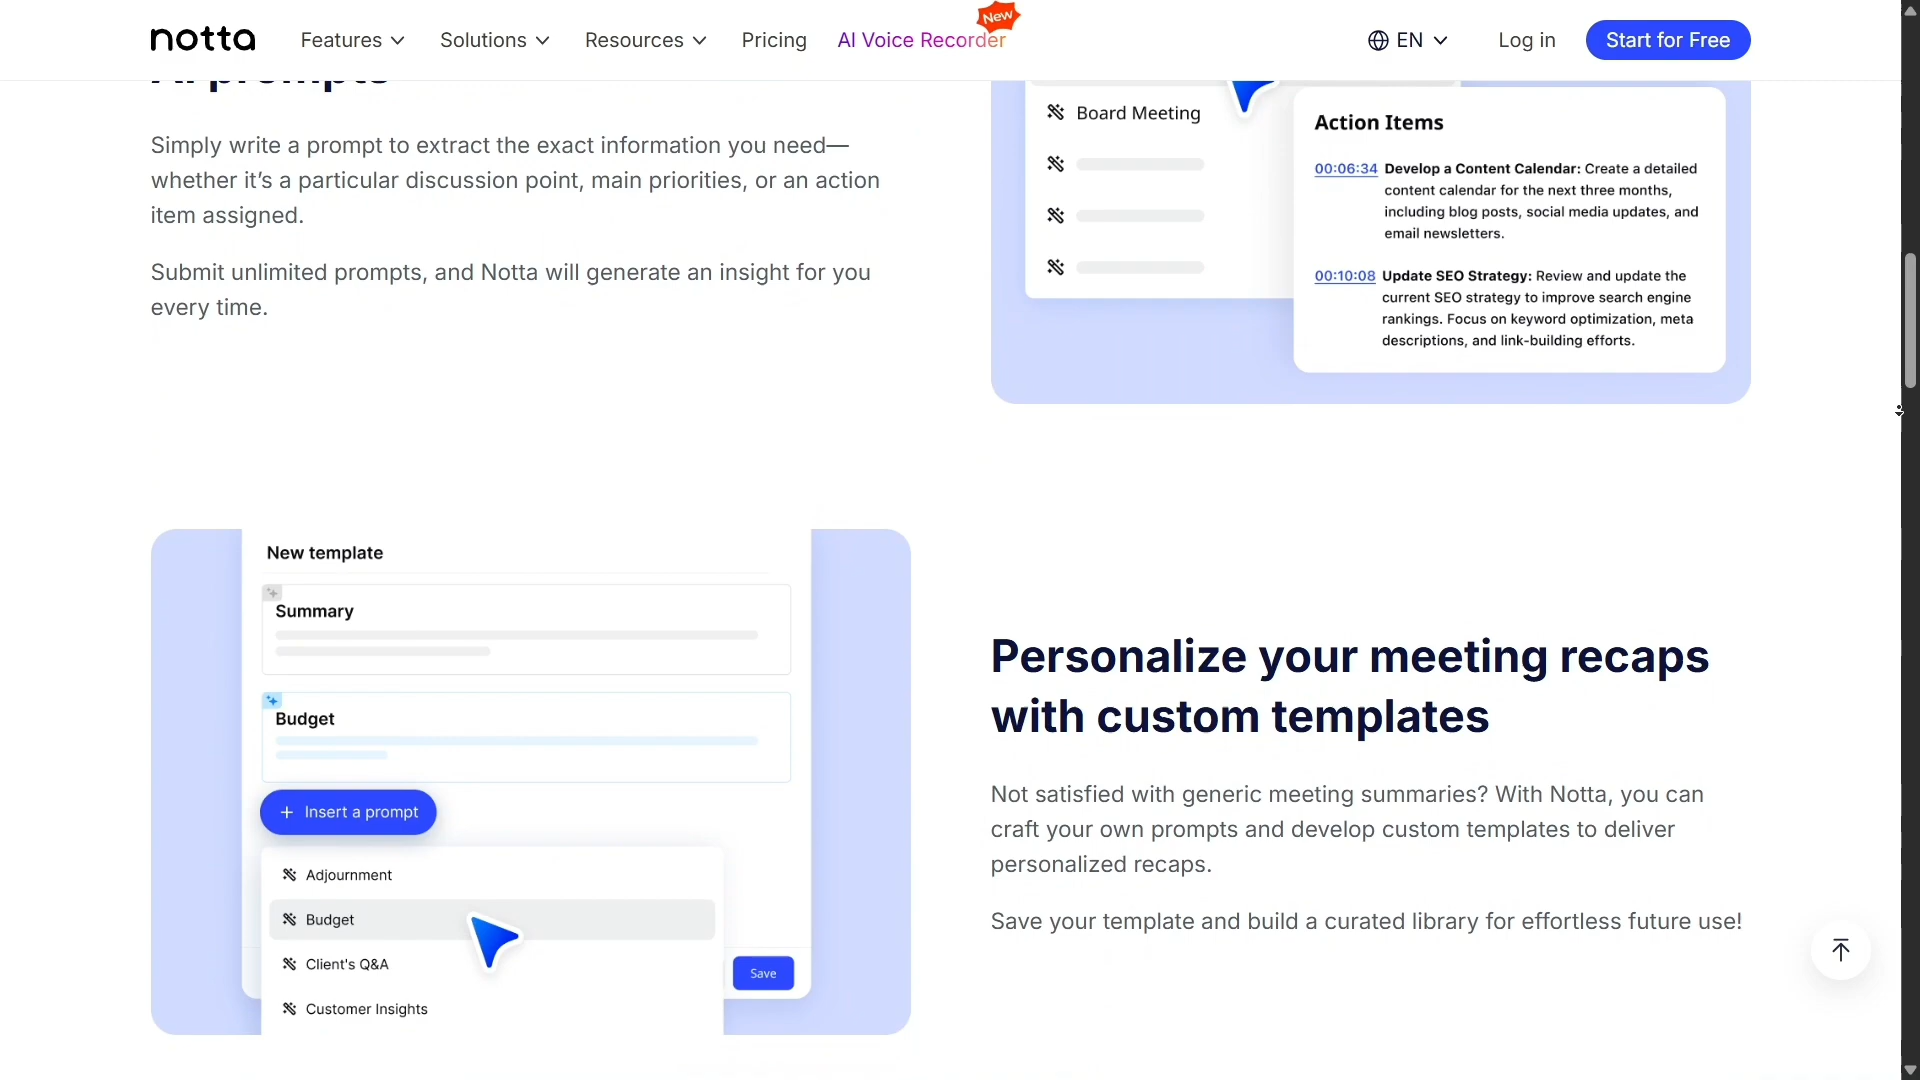 notta
Features
Solutions
Resources
Pricing
AI Voice Recorder
New
EN
Log in
Start for Free
AI prompts
Simply write a prompt to extract the exact information you need—
whether it’s a particular discussion point, main priorities, or an action
item assigned.
Submit unlimited prompts, and Notta will generate an insight for you
every time.
Board Meeting
Action Items
00:06:34 Develop a Content Calendar: Create a detailed
content calendar for the next three months,
including blog posts, social media updates, and
email newsletters.
00:10:08 Update SEO Strategy: Review and update the
current SEO strategy to improve search engine
rankings. Focus on keyword optimization, meta
descriptions, and link-building efforts.
New template
Summary
Budget
+ Insert a prompt
Adjournment
Budget
Client's Q&A
Customer Insights
Save
Personalize your meeting recaps
with custom templates
Not satisfied with generic meeting summaries? With Notta, you can
craft your own prompts and develop custom templates to deliver
personalized recaps.
Save your template and build a curated library for effortless future use!